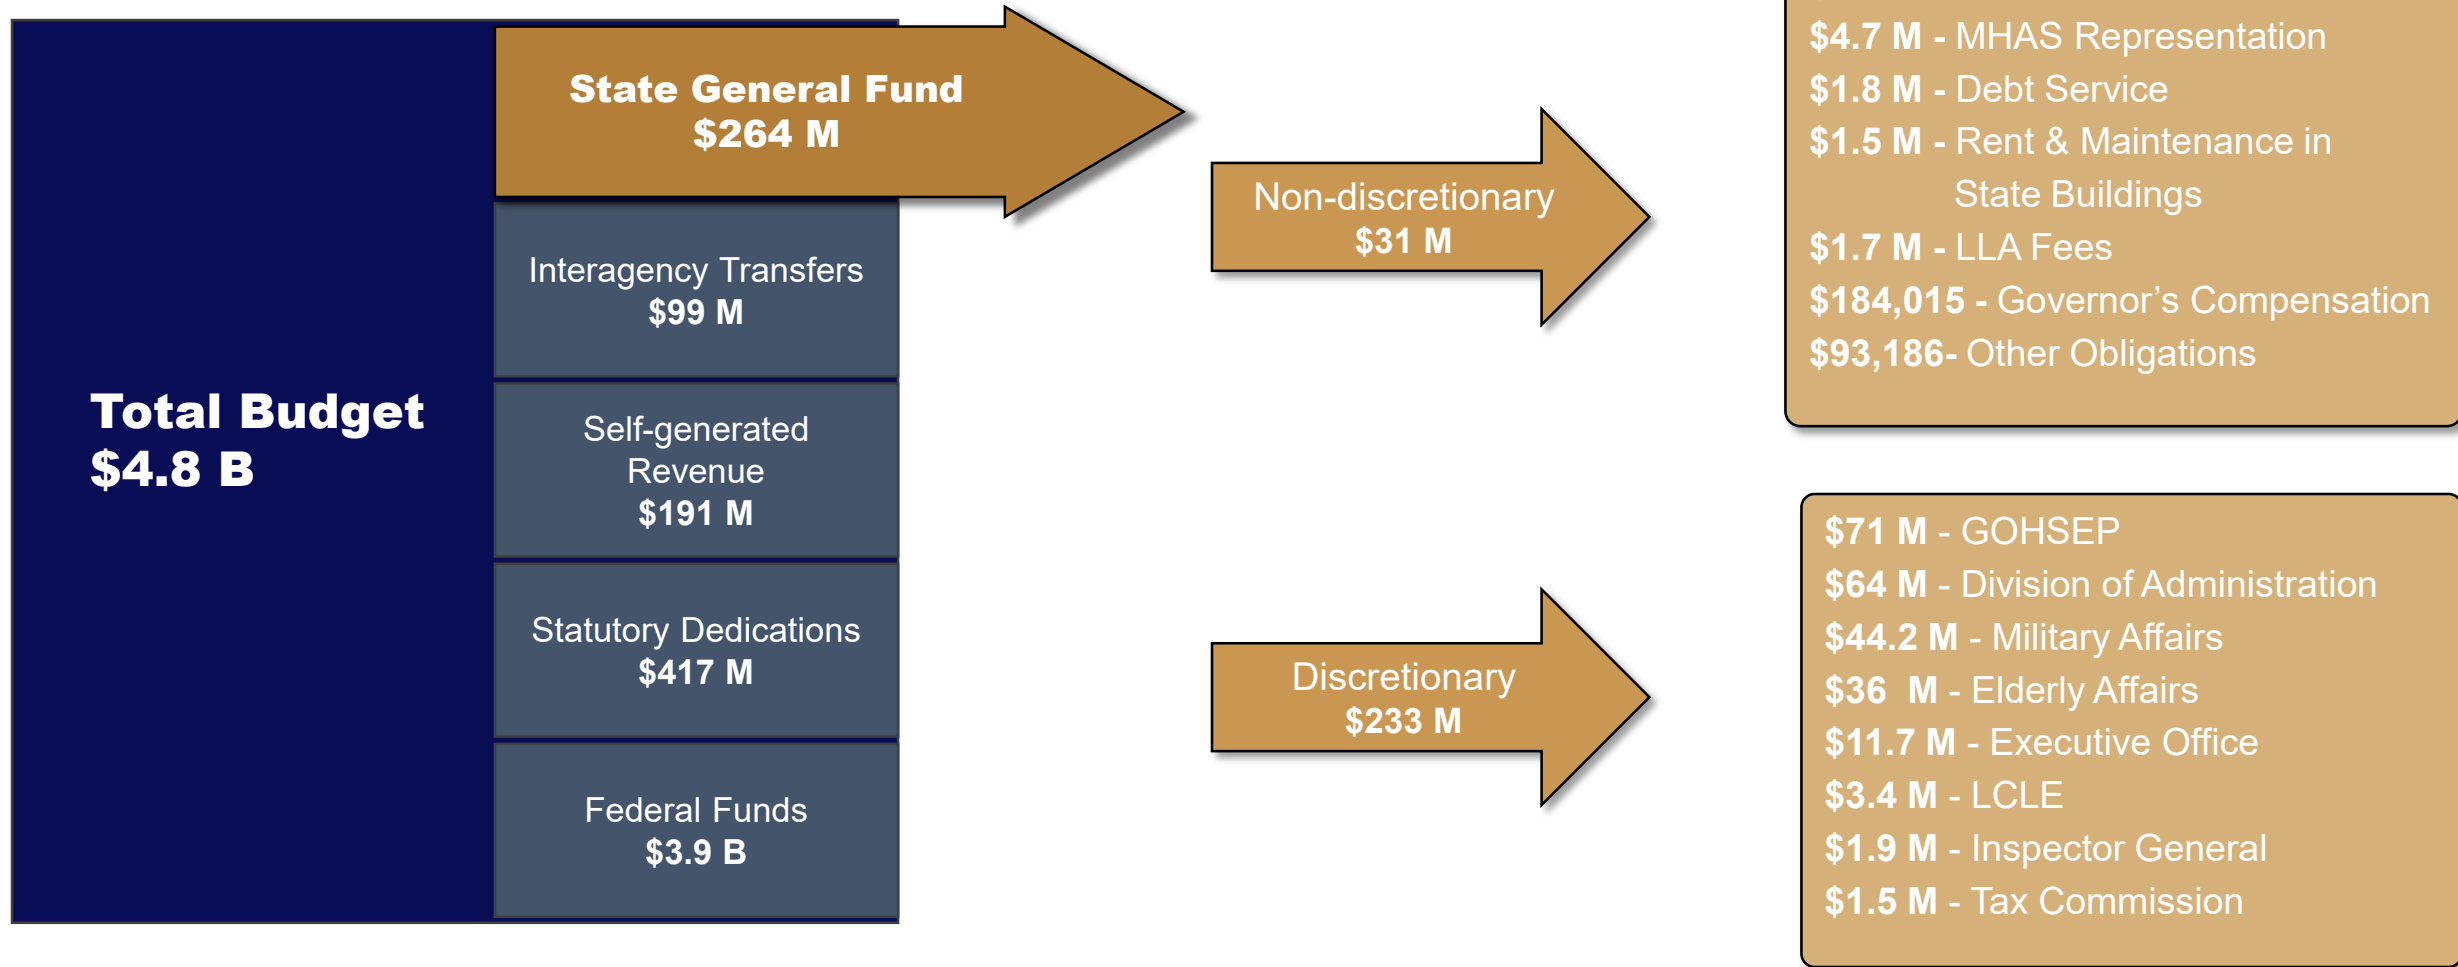 State General Fund
$264 M
Interagency Transfers
$99 M
Self-generated
Revenue
$191 M
Statutory Dedications
$417 M
Federal Funds
$3.9 B
Total Budget
$4.8 B
Non-discretionary
$31 M
Discretionary
$233 M
$4.7 M - MHAS Representation
$1.8 M - Debt Service
$1.5 M - Rent & Maintenance in
State Buildings
$1.7 M - LLA Fees
$184,015 - Governor’s Compensation
$93,186- Other Obligations
$71 M - GOHSEP
$64 M - Division of Administration
$44.2 M - Military Affairs
$36  M - Elderly Affairs
$11.7 M - Executive Office
$3.4 M - LCLE
$1.9 M - Inspector General
$1.5 M - Tax Commission